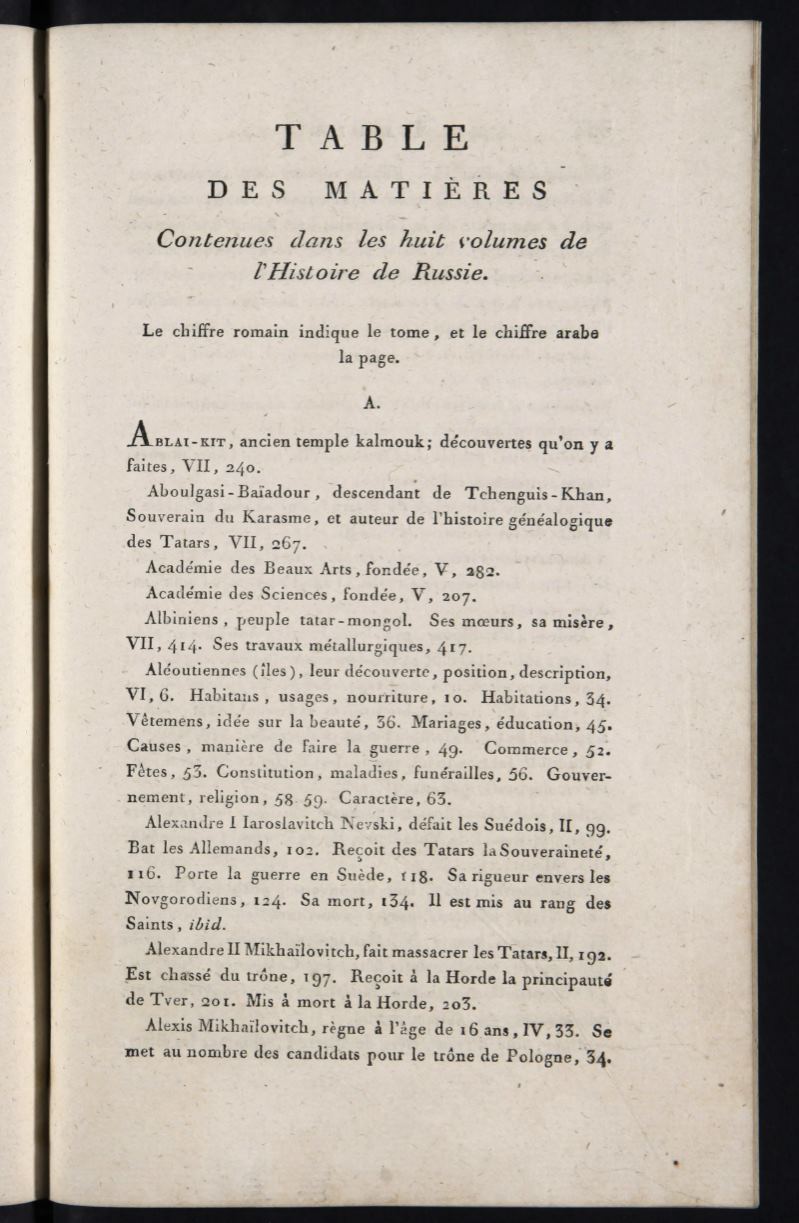 TABLE
DES MATIÈRES
Contenues dans les huit volumes de
l'Histoire de Russie.
Le chiffre romain indique le tome, et le chiffre arabe
la page.
A.
ABLAI-KIT, ancien temple kalmouk; découvertes qu'on y a
faites, VII, 240.
Aboulgasi-Baïadour, descendant de Tchenguis-Khan,
Souverain du Karasme, et auteur de l'histoire généalogique
des Tatars, VII, 267.
Académie des Beaux Arts, fondée, V, 282.
Académie des Sciences, fondée, V, 207.
Albiniens, peuple tatar-mongol. Ses mœurs, sa misère,
VII, 414. Ses travaux métallurgiques, 417.
Aléoutiennes (îles), leur découverte, position, description,
VI, 6. Habitans, usages, nourriture, 10. Habitations, 34.
Vêtemens, idée sur la beauté, 36. Mariages, éducation, 45.
Causes, manière de faire la guerre, 49. Commerce, 52.
Fêtes, 53. Constitution, maladies, funérailles, 56. Gouver-
nement, religion, 58 59. Caractère, 63.
Alexandre I Iaroslavitch Nevski, défait les Suédois, II, 99.
Bat les Allemands, 102. Reçoit des Tatars la Souveraineté,
116. Porte la guerre en Suède, 118. Sa rigueur envers les
Novgorodiens, 124. Sa mort, 134. Il est mis au rang des
Saints, ibid.
Alexandre II Mikhaïlovitch, fait massacrer les Tatars, II, 192.
Est chassé du trône, 197. Reçoit à la Horde la principauté
de Tver, 201. Mis à mort à la Horde, 203.
Alexis Mikhaïlovitch, règne à l'âge de 16 ans, IV, 33. Se
met au nombre des candidats pour le trône de Pologne, 34.